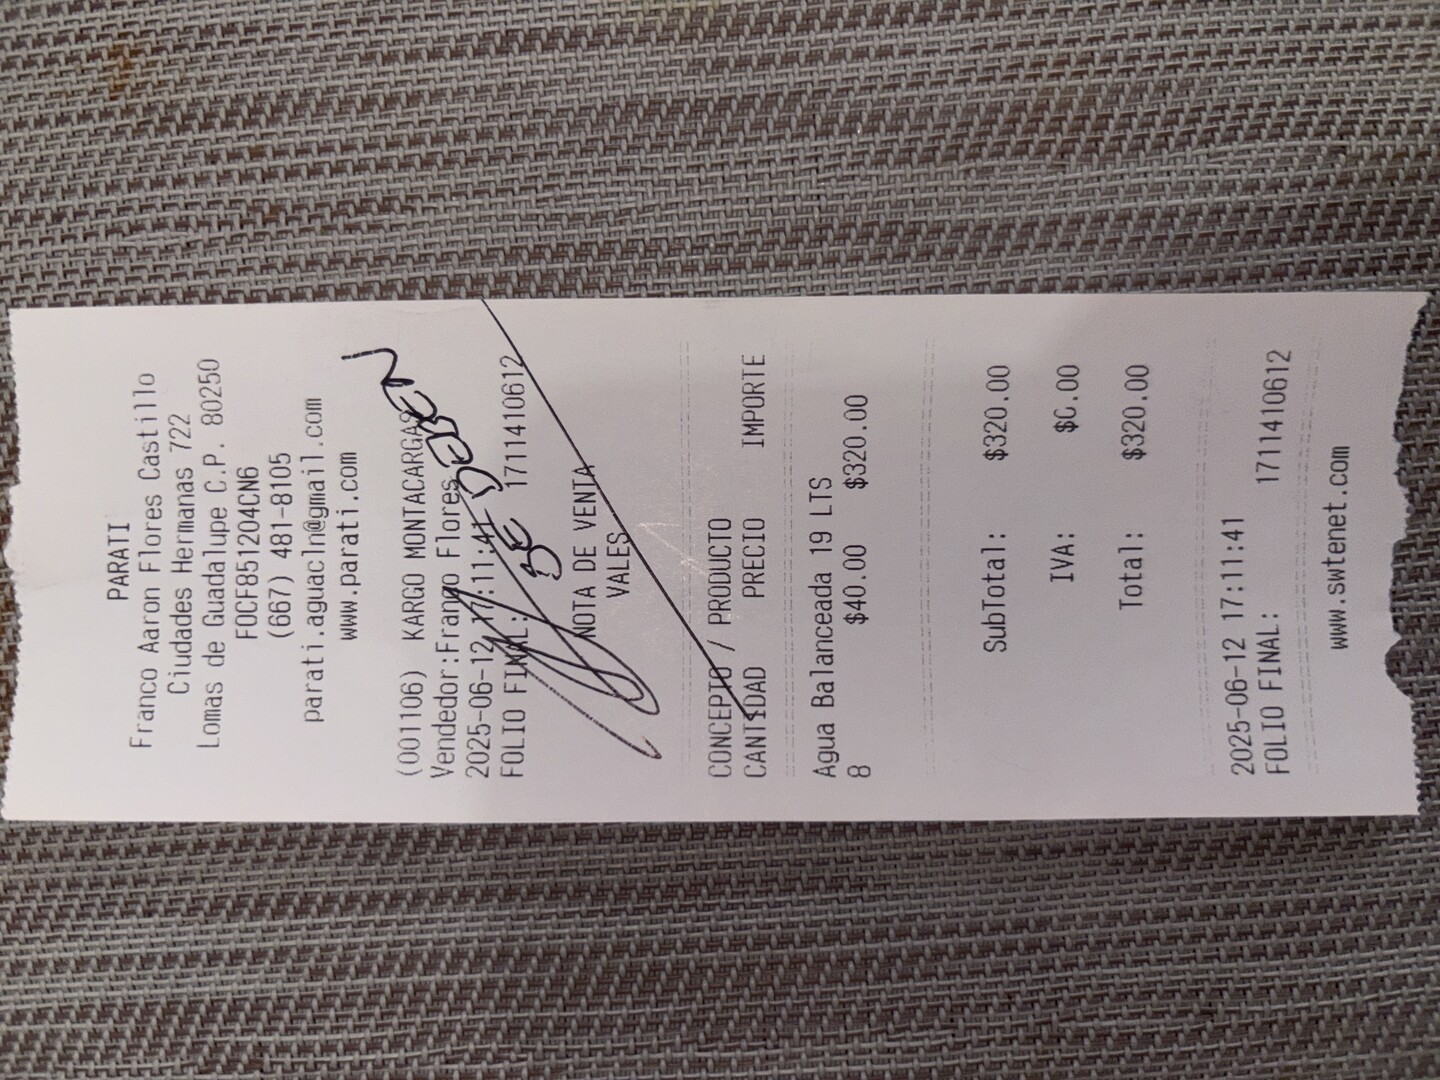 PARATI
Franco Aaron Flores Castillo
Ciudades Hermanas 722
Lomas de Guadalupe C.P. 80250
FOCF851204CN6
(667) 481-8105
parati.aguacln@gmail.com
www.parati.com
(001106) KARGO MONTACARGAS
Vendedor:Franco Flores
2025-06-12 17:11:41
FOLIO FINAL: 1711410612
SE DEBEN
NOTA DE VENTA
VALES
CONCEPTO / PRODUCTO
CANTIDAD PRECIO IMPORTE
Agua Balanceada 19 LTS
8 $40.00 $320.00
SubTotal: $320.00
IVA: $0.00
Total: $320.00
2025-06-12 17:11:41
FOLIO FINAL: 1711410612
www.swtenet.com